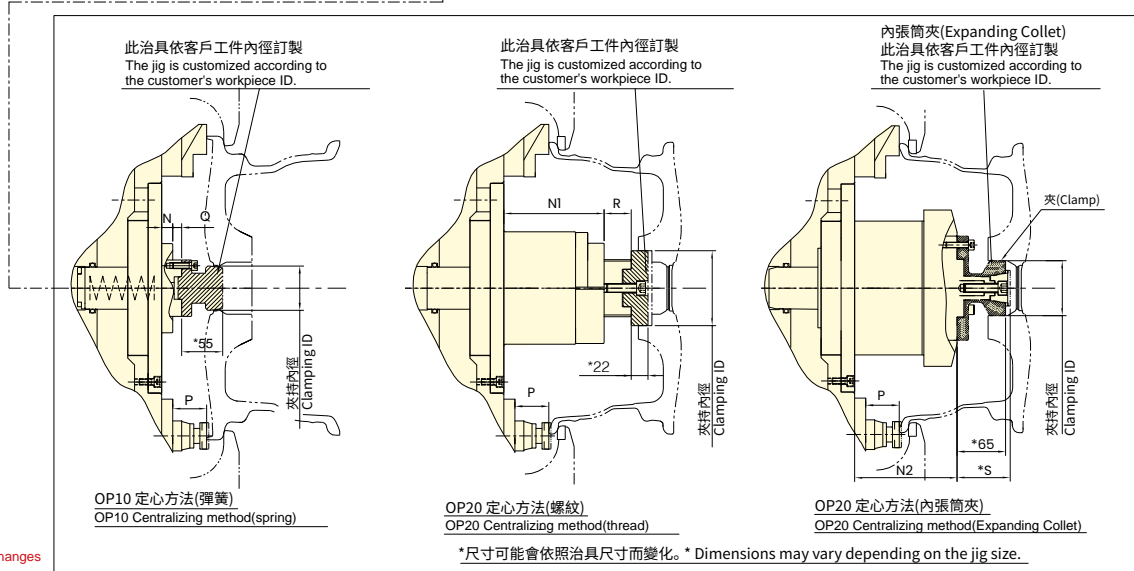 此治具依客戶工件內徑訂製
The jig is customized according to
the customer's workpiece ID.
N
Q
*55
P
夾持內徑
Clamping ID
OP10 定心方法(彈簧)
OP10 Centralizing method(spring)
此治具依客戶工件內徑訂製
The jig is customized according to
the customer's workpiece ID.
N1
R
*22
P
夾持內徑
Clamping ID
OP20 定心方法(螺紋)
OP20 Centralizing method(thread)
內張筒夾(Expanding Collet)
此治具依客戶工件內徑訂製
The jig is customized according to
the customer's workpiece ID.
夾(Clamp)
P
*65
N2
*S
夾持內徑
Clamping ID
OP20 定心方法(內張筒夾)
OP20 Centralizing method(Expanding Collet)
*尺寸可能會依照治具尺寸而變化。* Dimensions may vary depending on the jig size.
hanges